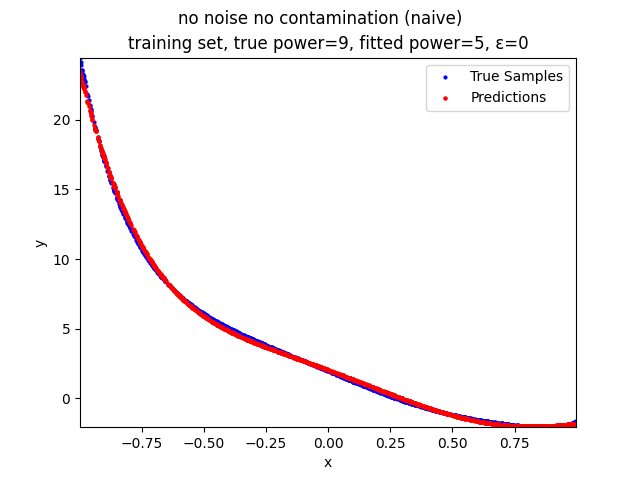 no noise no contamination (naive)
training set, true power=9, fitted power=5, ε=0
True Samples
Predictions
20
15
10
5
0
y
−0.75
−0.50
−0.25
0.00
0.25
0.50
0.75
x